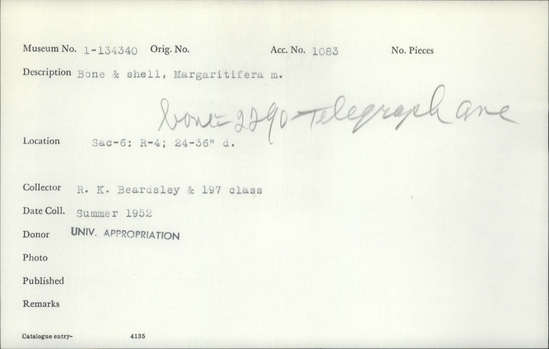 Museum No. 1-134340 Orig. No. Acc. No. 1083 No. Pieces
Description Bone & shell, Margaritifera m.
bone - 2290 - Telegraph Ave
Location Sac-6: R-4; 24-36" d.
Collector R. K. Beardsley & 197 class
Date Coll. Summer 1952
Donor UNIV. APPROPRIATION
Photo
Published
Remarks
Catalogue entry- 4135